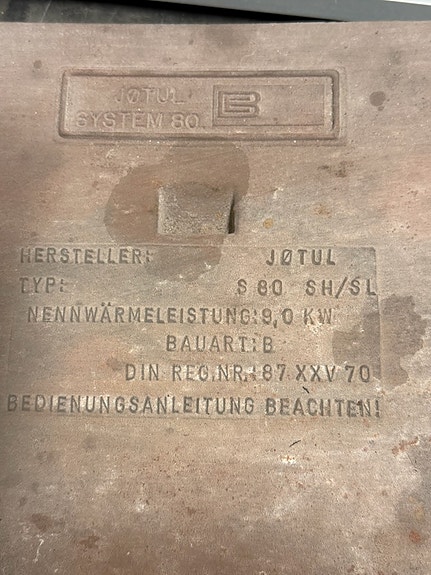 JØTUL
SYSTEM 80
HERSTELLER: JØTUL
TYP: S 80 SH/SL
NENNWÄRMELEISTUNG:9,0 KW
BAUART:B
DIN REG.NR.:87 XXV 70
BEDIENUNGSANLEITUNG BEACHTEN!